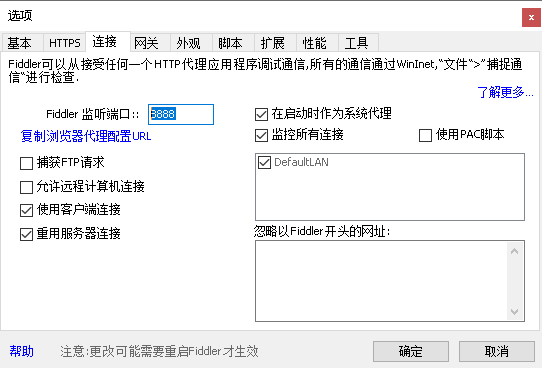 选项
x
基本 HTTPS 连接 网关 外观 脚本 扩展 性能 工具
Fiddler可以从接受任何一个HTTP代理应用程序调试通信,所有的通信通过WinInet,“文件“>”捕捉通
信“进行检查.
了解更多...
Fiddler 监听端口:: 8888
复制浏览器代理配置URL
捕获FTP请求
允许远程计算机连接
使用客户端连接
重用服务器连接
在启动时作为系统代理
监控所有连接 使用PAC脚本
DefaultLAN
忽略以Fiddler开头的网址:
帮助 注意:更改可能需要重启Fiddler才生效 确定 取消